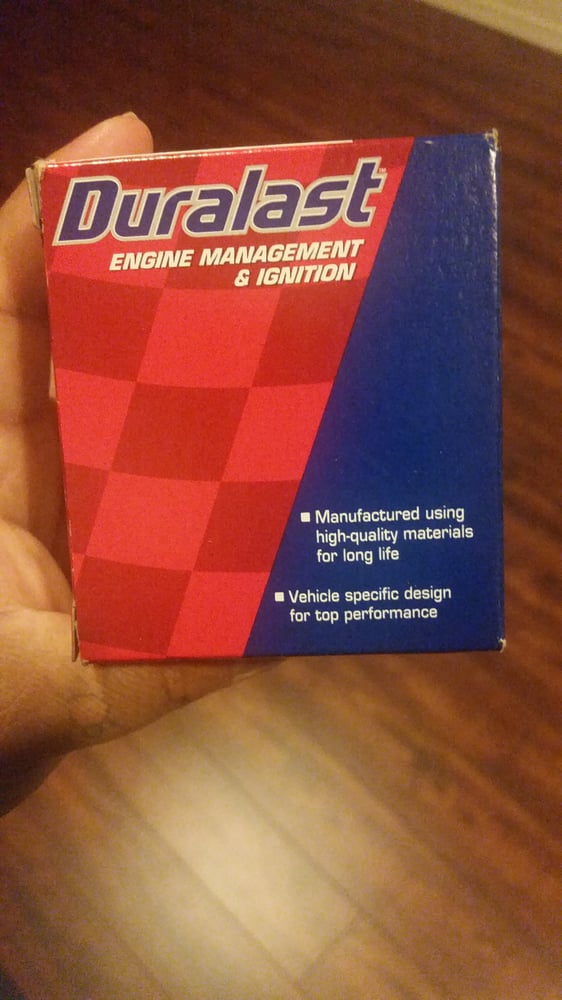 Duralast
ENGINE MANAGEMENT
& IGNITION
▪ Manufactured using
high-quality materials
for long life
▪ Vehicle specific design
for top performance